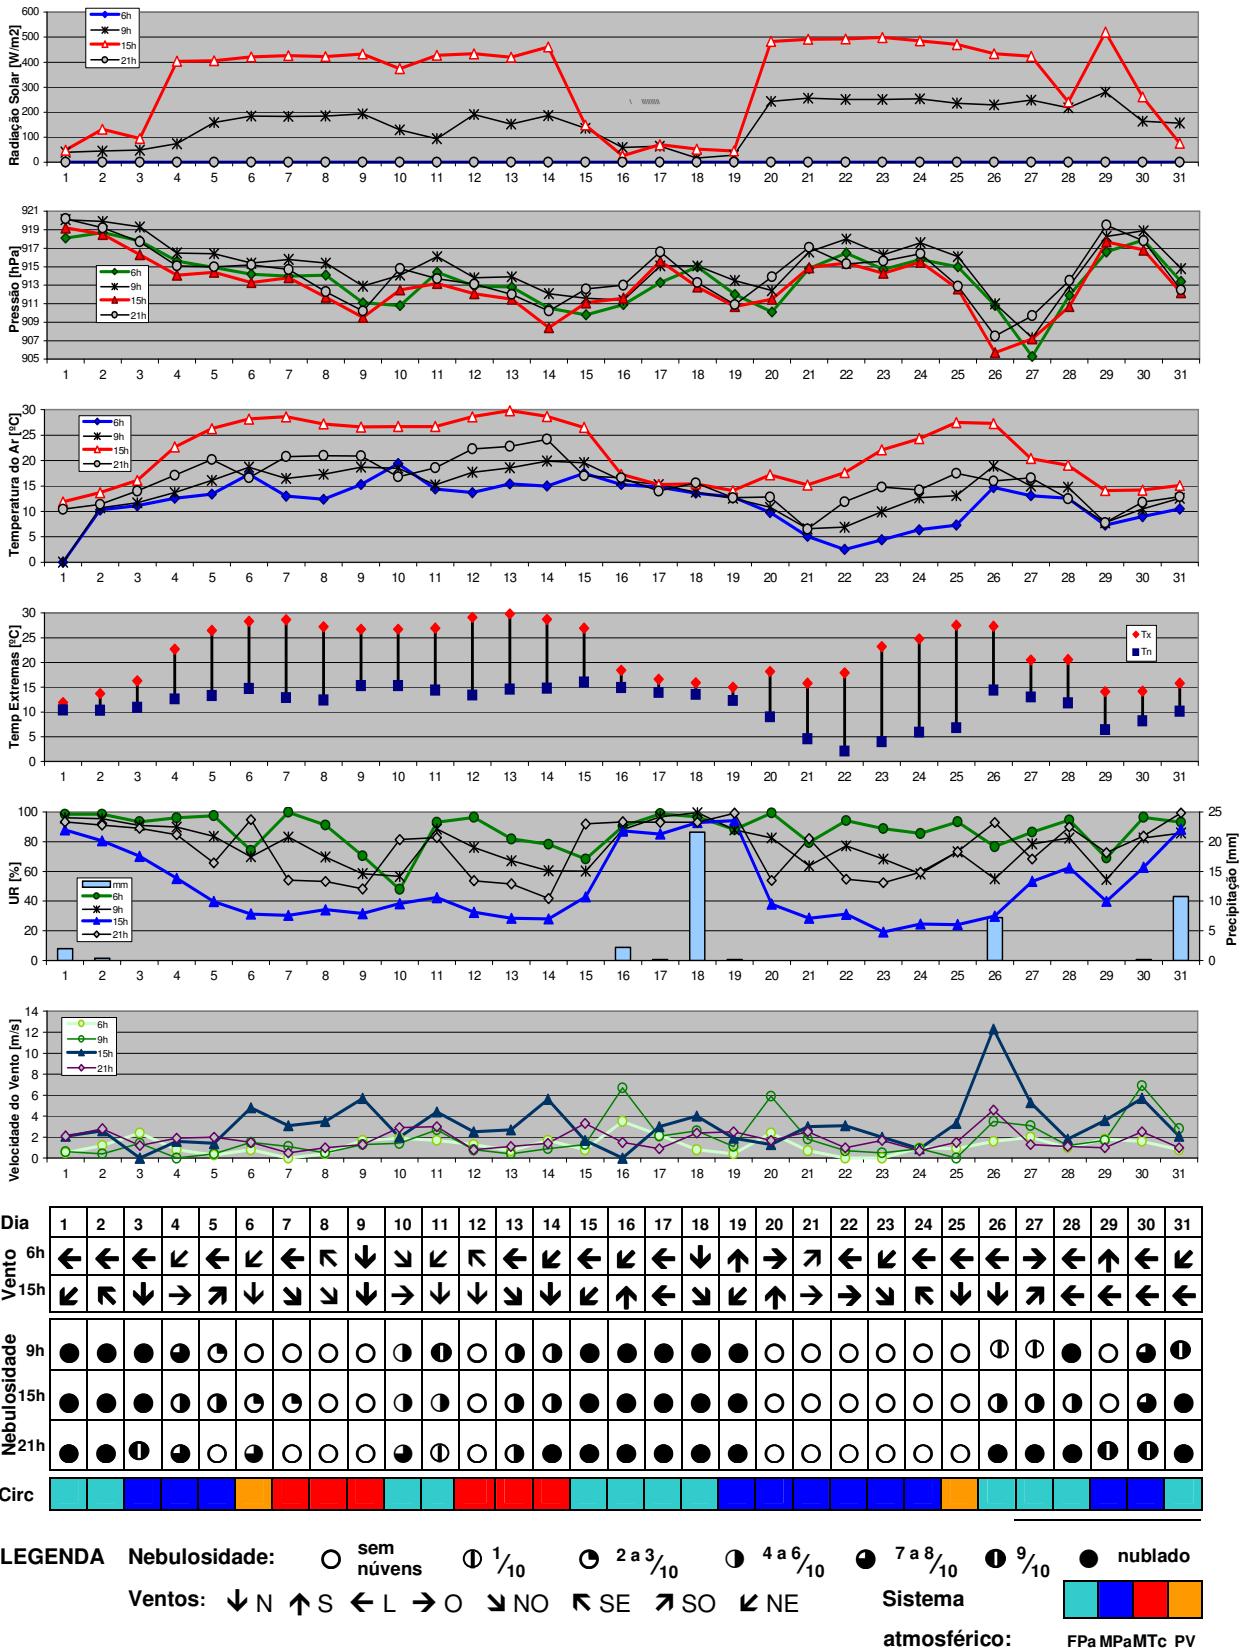 Radiação Solar [W/m2]
600
500
400
300
200
100
0
6h
9h
15h
21h
1 2 3 4 5 6 7 8 9 10 11 12 13 14 15 16 17 18 19 20 21 22 23 24 25 26 27 28 29 30 31
Pressão [hPa]
921
919
917
915
913
911
909
907
905
6h
9h
15h
21h
1 2 3 4 5 6 7 8 9 10 11 12 13 14 15 16 17 18 19 20 21 22 23 24 25 26 27 28 29 30 31
Temperatura do Ar [ºC]
30
25
20
15
10
5
0
6h
9h
15h
21h
1 2 3 4 5 6 7 8 9 10 11 12 13 14 15 16 17 18 19 20 21 22 23 24 25 26 27 28 29 30 31
Temp Extremas [ºC]
30
25
20
15
10
5
0
Tx
Tn
1 2 3 4 5 6 7 8 9 10 11 12 13 14 15 16 17 18 19 20 21 22 23 24 25 26 27 28 29 30 31
UR [%]
100
80
60
40
20
0
mm
6h
9h
15h
21h
25
20
15
10
5
0
Precipitação [mm]
1 2 3 4 5 6 7 8 9 10 11 12 13 14 15 16 17 18 19 20 21 22 23 24 25 26 27 28 29 30 31
Velocidade do Vento [m/s]
14
12
10
8
6
4
2
0
6h
9h
15h
21h
1 2 3 4 5 6 7 8 9 10 11 12 13 14 15 16 17 18 19 20 21 22 23 24 25 26 27 28 29 30 31
Dia 1 2 3 4 5 6 7 8 9 10 11 12 13 14 15 16 17 18 19 20 21 22 23 24 25 26 27 28 29 30 31
Vento
6h
15h
Nebulosidade
9h
15h
21h
Circ
LEGENDA Nebulosidade: sem núvens 1/10 2 a 3/10 4 a 6/10 7 a 8/10 9/10 nublado
Ventos: N S L O NO SE SO NE Sistema
atmosférico: FPa MPa MTc PV